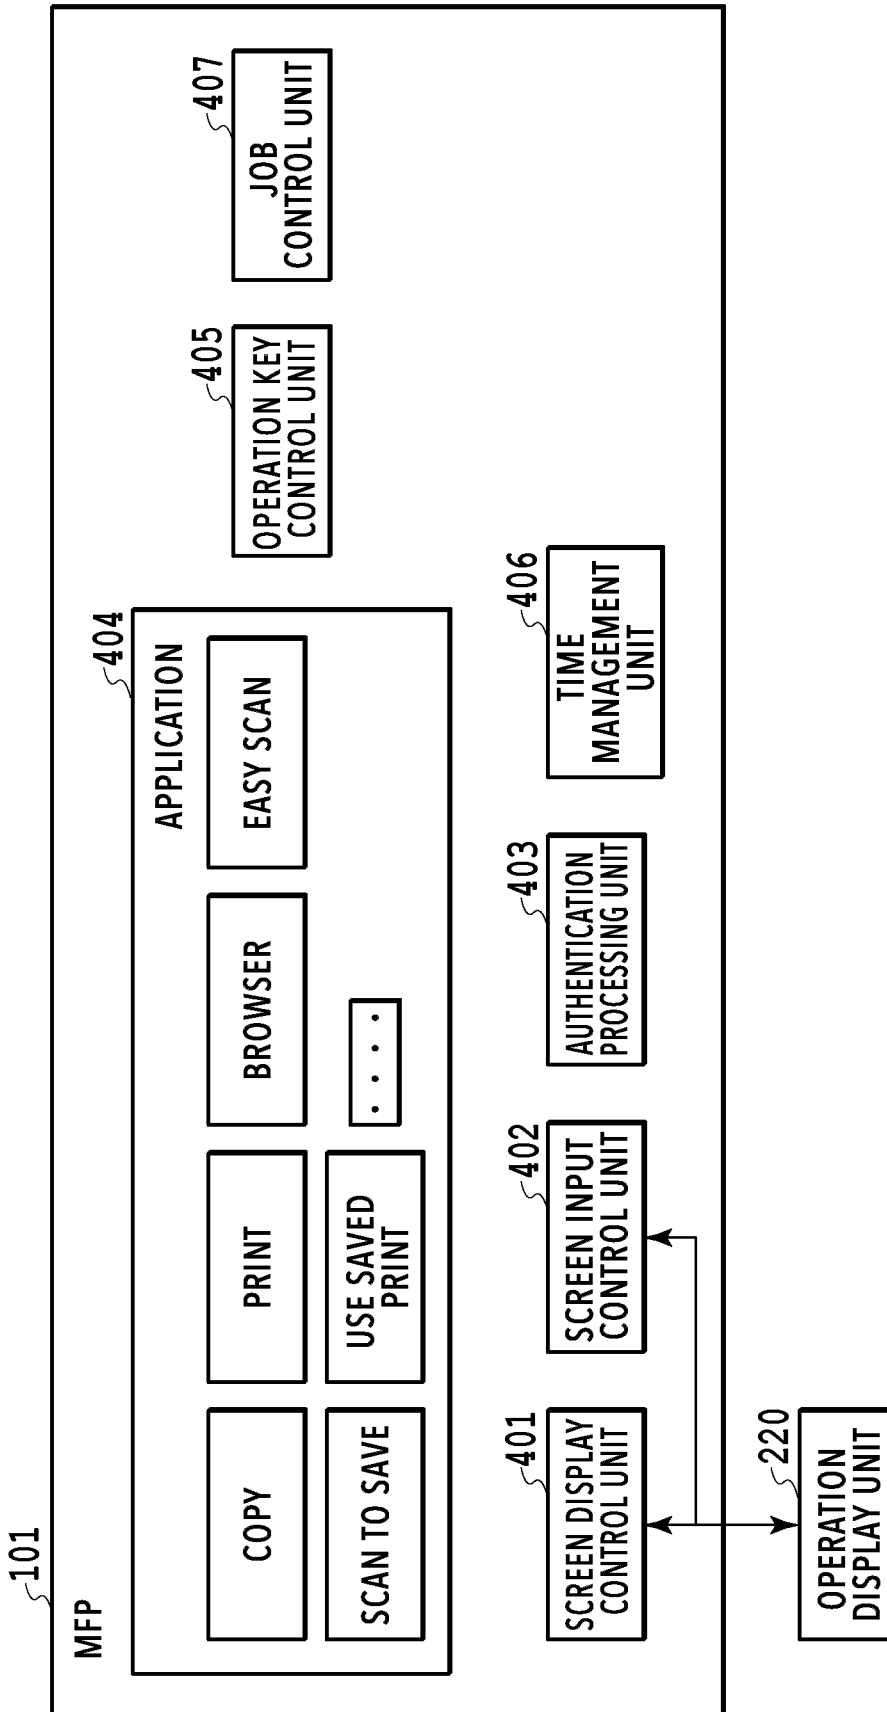 101
MFP
404
APPLICATION
COPY
PRINT
BROWSER
EASY SCAN
SCAN TO SAVE
USE SAVED
PRINT
....
405
OPERATION KEY
CONTROL UNIT
407
JOB
CONTROL UNIT
401
SCREEN DISPLAY
CONTROL UNIT
402
SCREEN INPUT
CONTROL UNIT
403
AUTHENTICATION
PROCESSING UNIT
406
TIME
MANAGEMENT
UNIT
220
OPERATION
DISPLAY UNIT